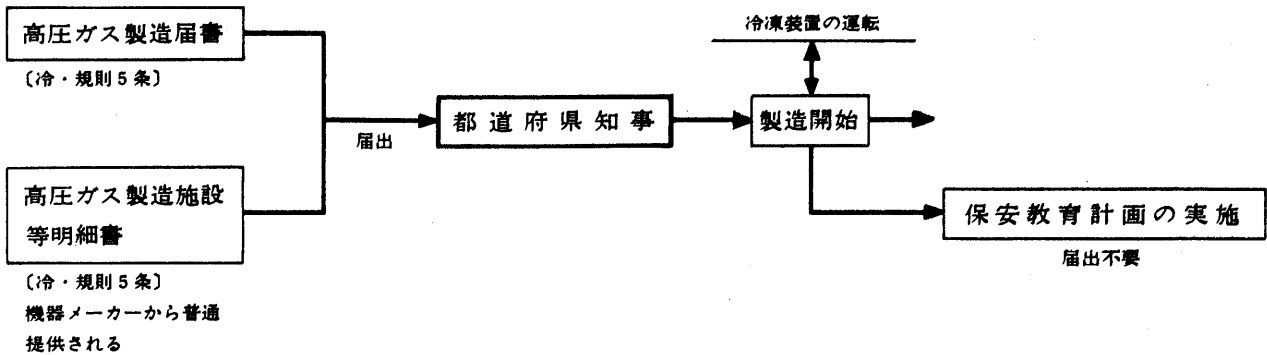 高圧ガス製造届書
〔冷・規則5条〕
届出
都道府県知事
冷凍装置の運転
製造開始
高圧ガス製造施設
等明細書
〔冷・規則5条〕
機器メーカーから普通
提供される
保安教育計画の実施
届出不要